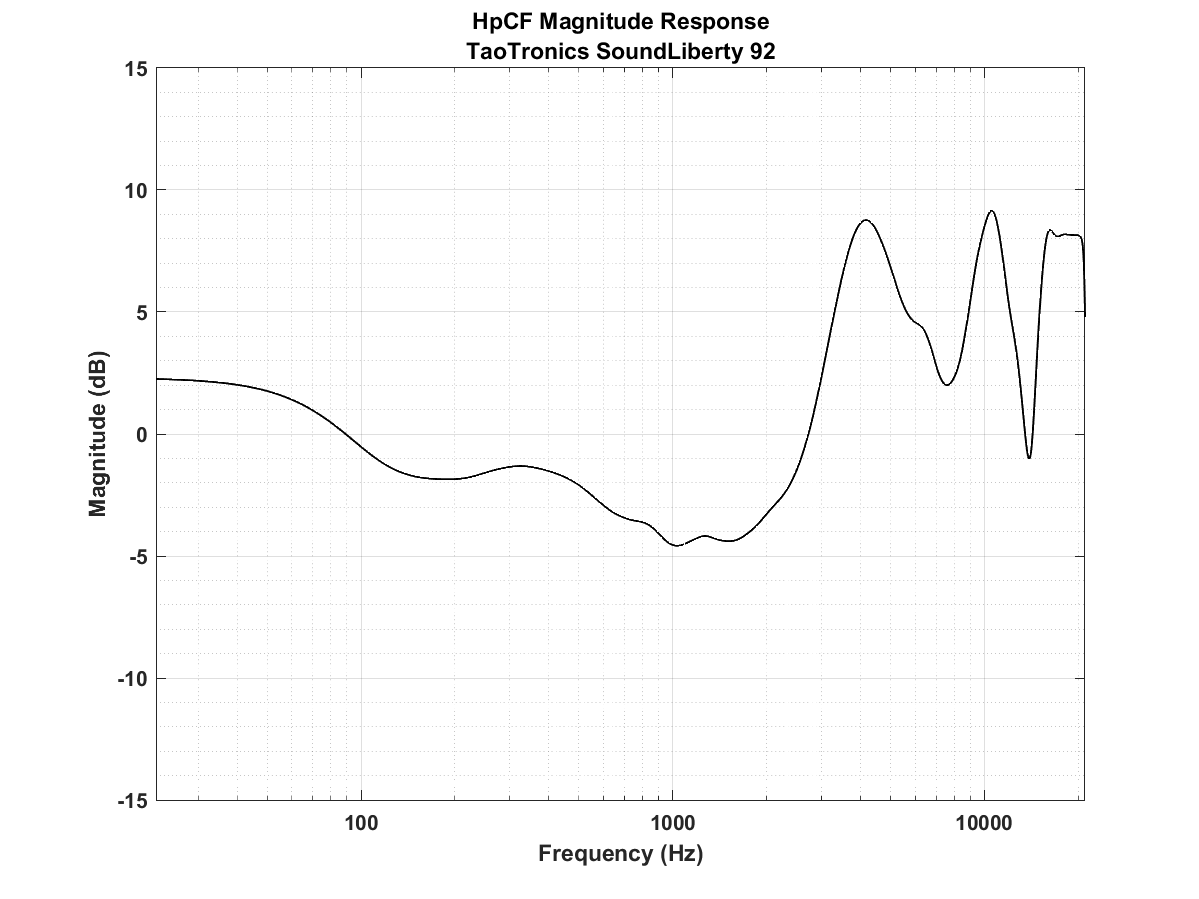 HpCF Magnitude Response
TaoTronics SoundLiberty 92
15
10
5
0
-5
-10
-15
Magnitude (dB)
100
1000
10000
Frequency (Hz)